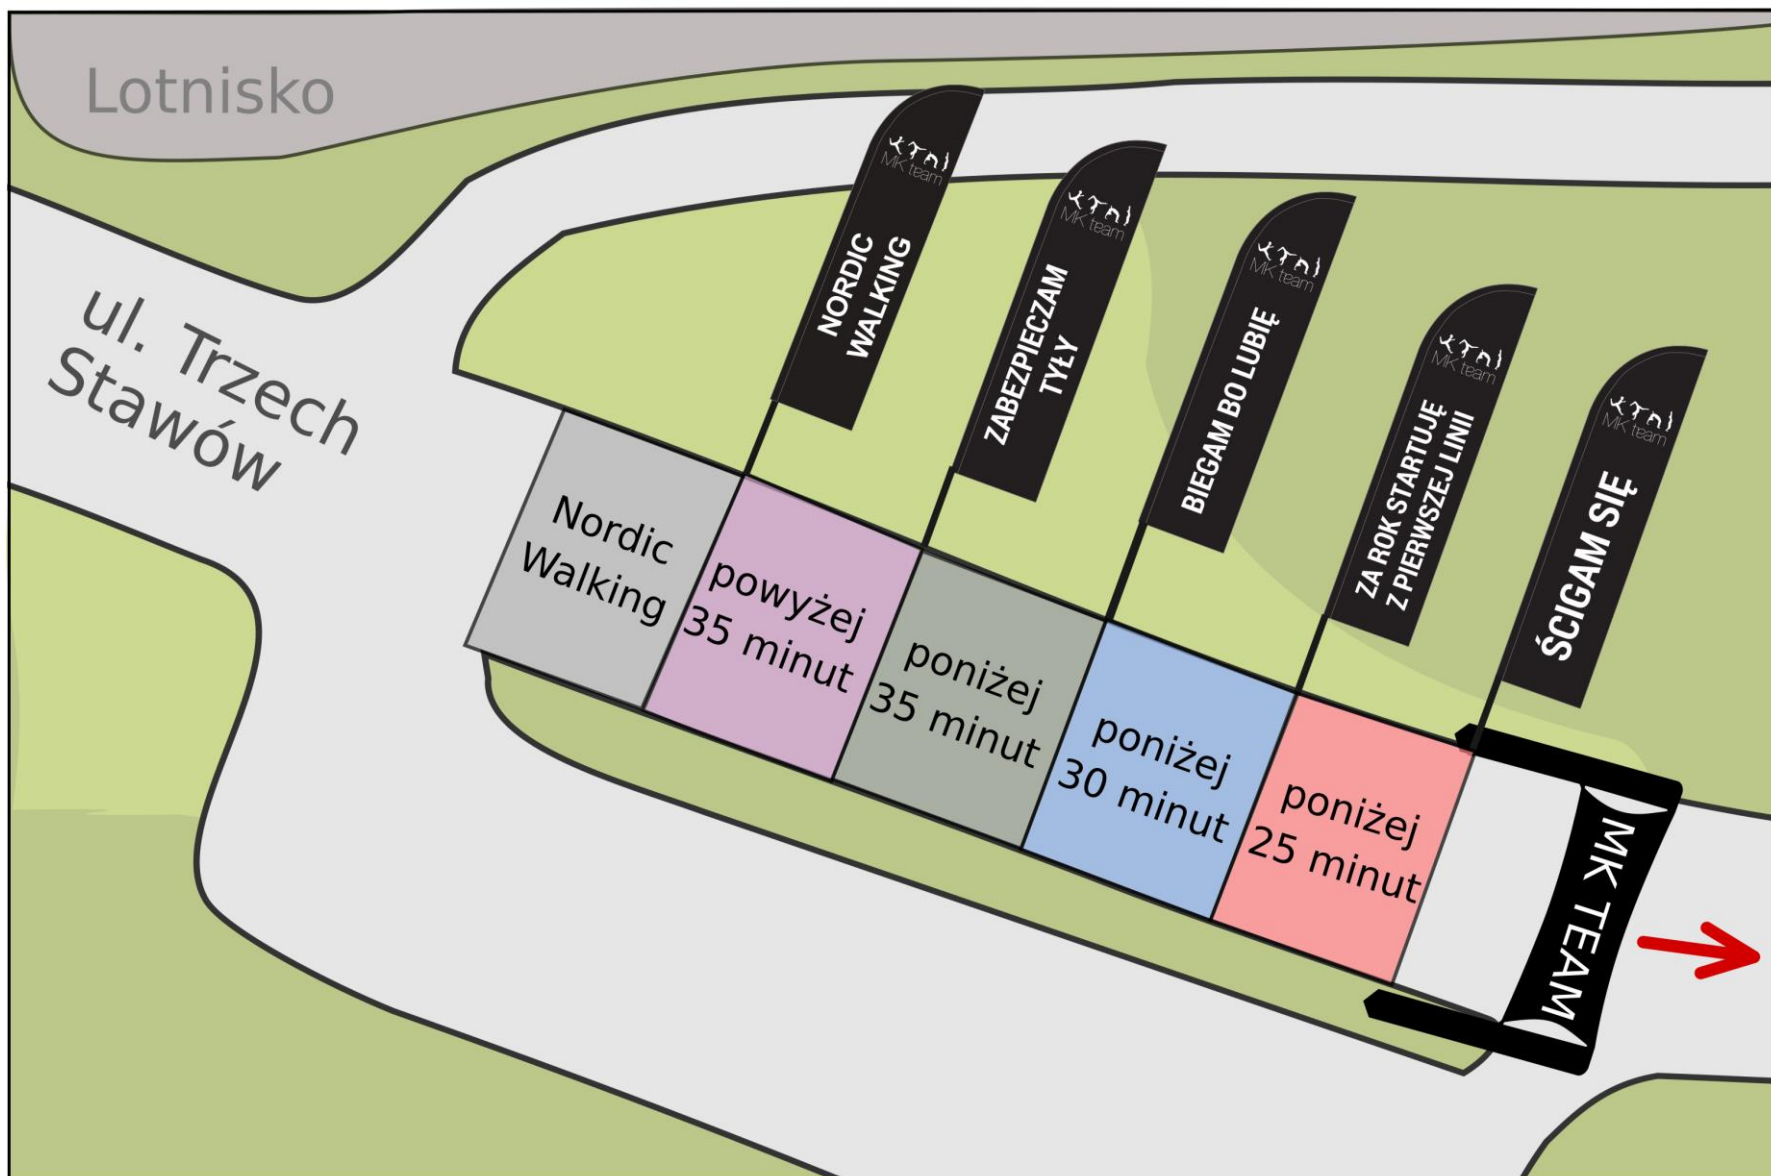 Lotnisko
ul. Trzech
Stawów
MK team
NORDIC
WALKING
MK team
ZABEZPIECZAM
TYŁY
MK team
BIEGAM BO LUBIĘ
MK team
ZA ROK STARTUJĘ
Z PIERWSZEJ LINII
MK team
ŚCIGAM SIĘ
Nordic
Walking
powyżej
35 minut
poniżej
35 minut
poniżej
30 minut
poniżej
25 minut
MK TEAM